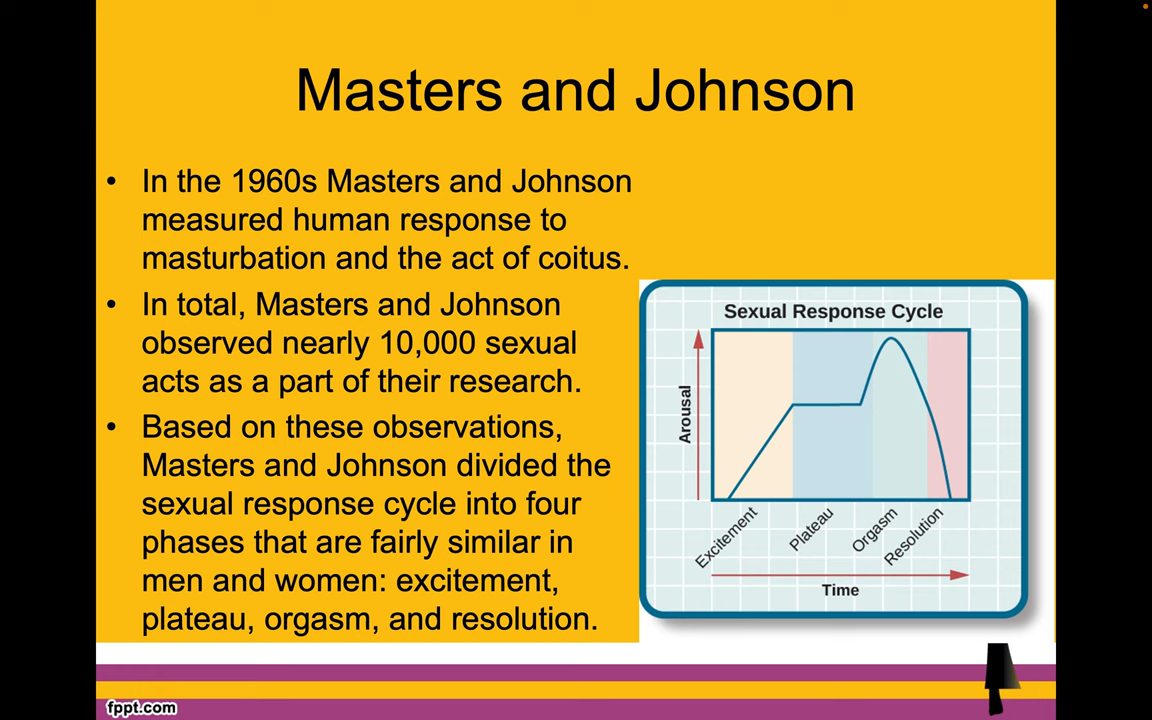 Masters and Johnson
• In the 1960s Masters and Johnson
measured human response to
masturbation and the act of coitus.
• In total, Masters and Johnson
observed nearly 10,000 sexual
acts as a part of their research.
• Based on these observations,
Masters and Johnson divided the
sexual response cycle into four
phases that are fairly similar in
men and women: excitement,
plateau, orgasm, and resolution.
Sexual Response Cycle
Arousal
Excitement
Plateau
Orgasm
Resolution
Time
fppt.com